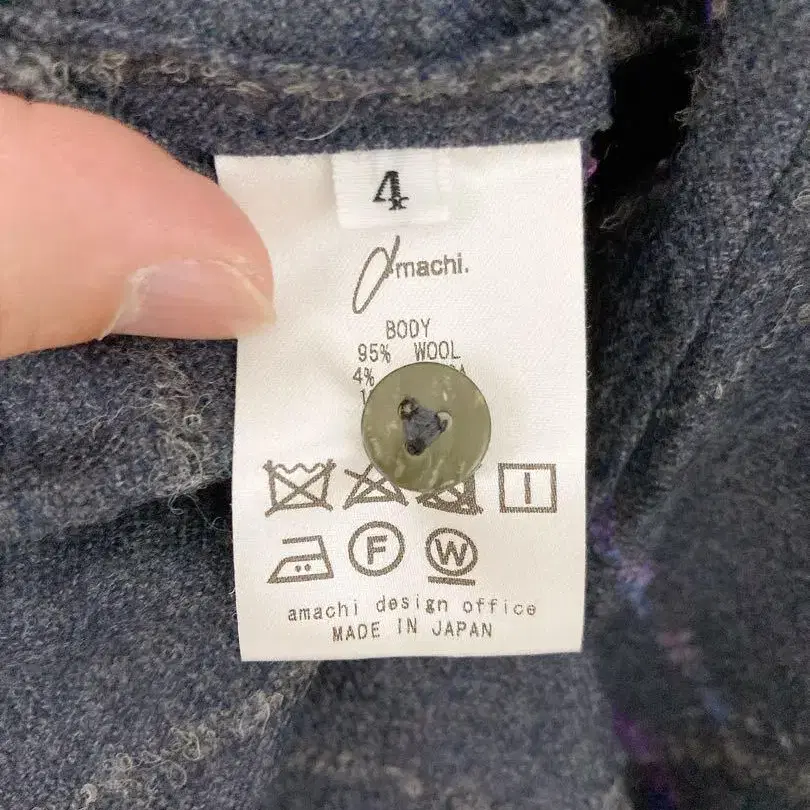 4
amachi.
BODY
95% WOOL
4%
F
W
amachi design office
MADE IN JAPAN